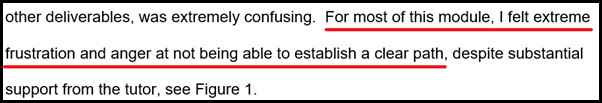 other deliverables, was extremely confusing. For most of this module, I felt extreme
frustration and anger at not being able to establish a clear path, despite substantial
support from the tutor, see Figure 1.